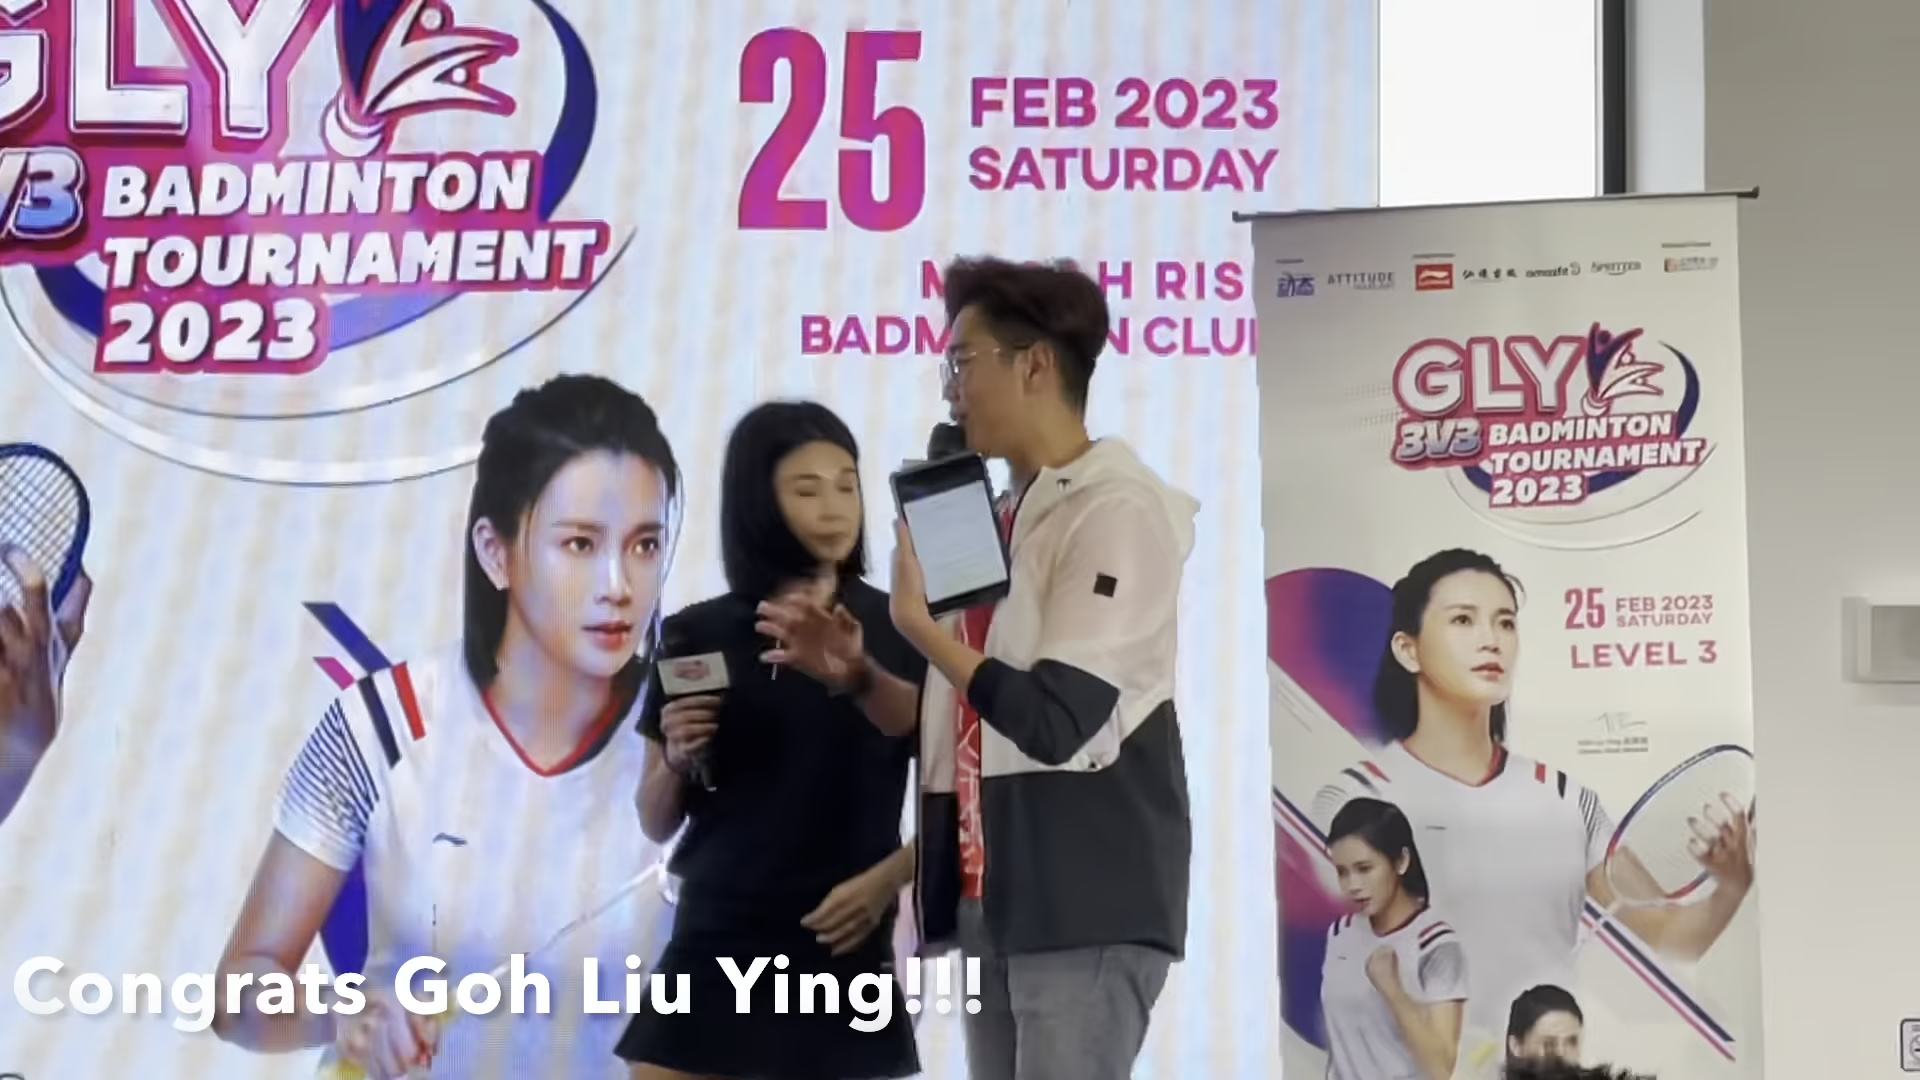 GLY
3V3 BADMINTON
TOURNAMENT
2023
25
FEB 2023
SATURDAY
BADM N CLU
ATTITUDE
amazfit
GLY
3V3 BADMINTON
TOURNAMENT
2023
25 FEB 2023
SATURDAY
LEVEL 3
Congrats Goh Liu Ying!!!